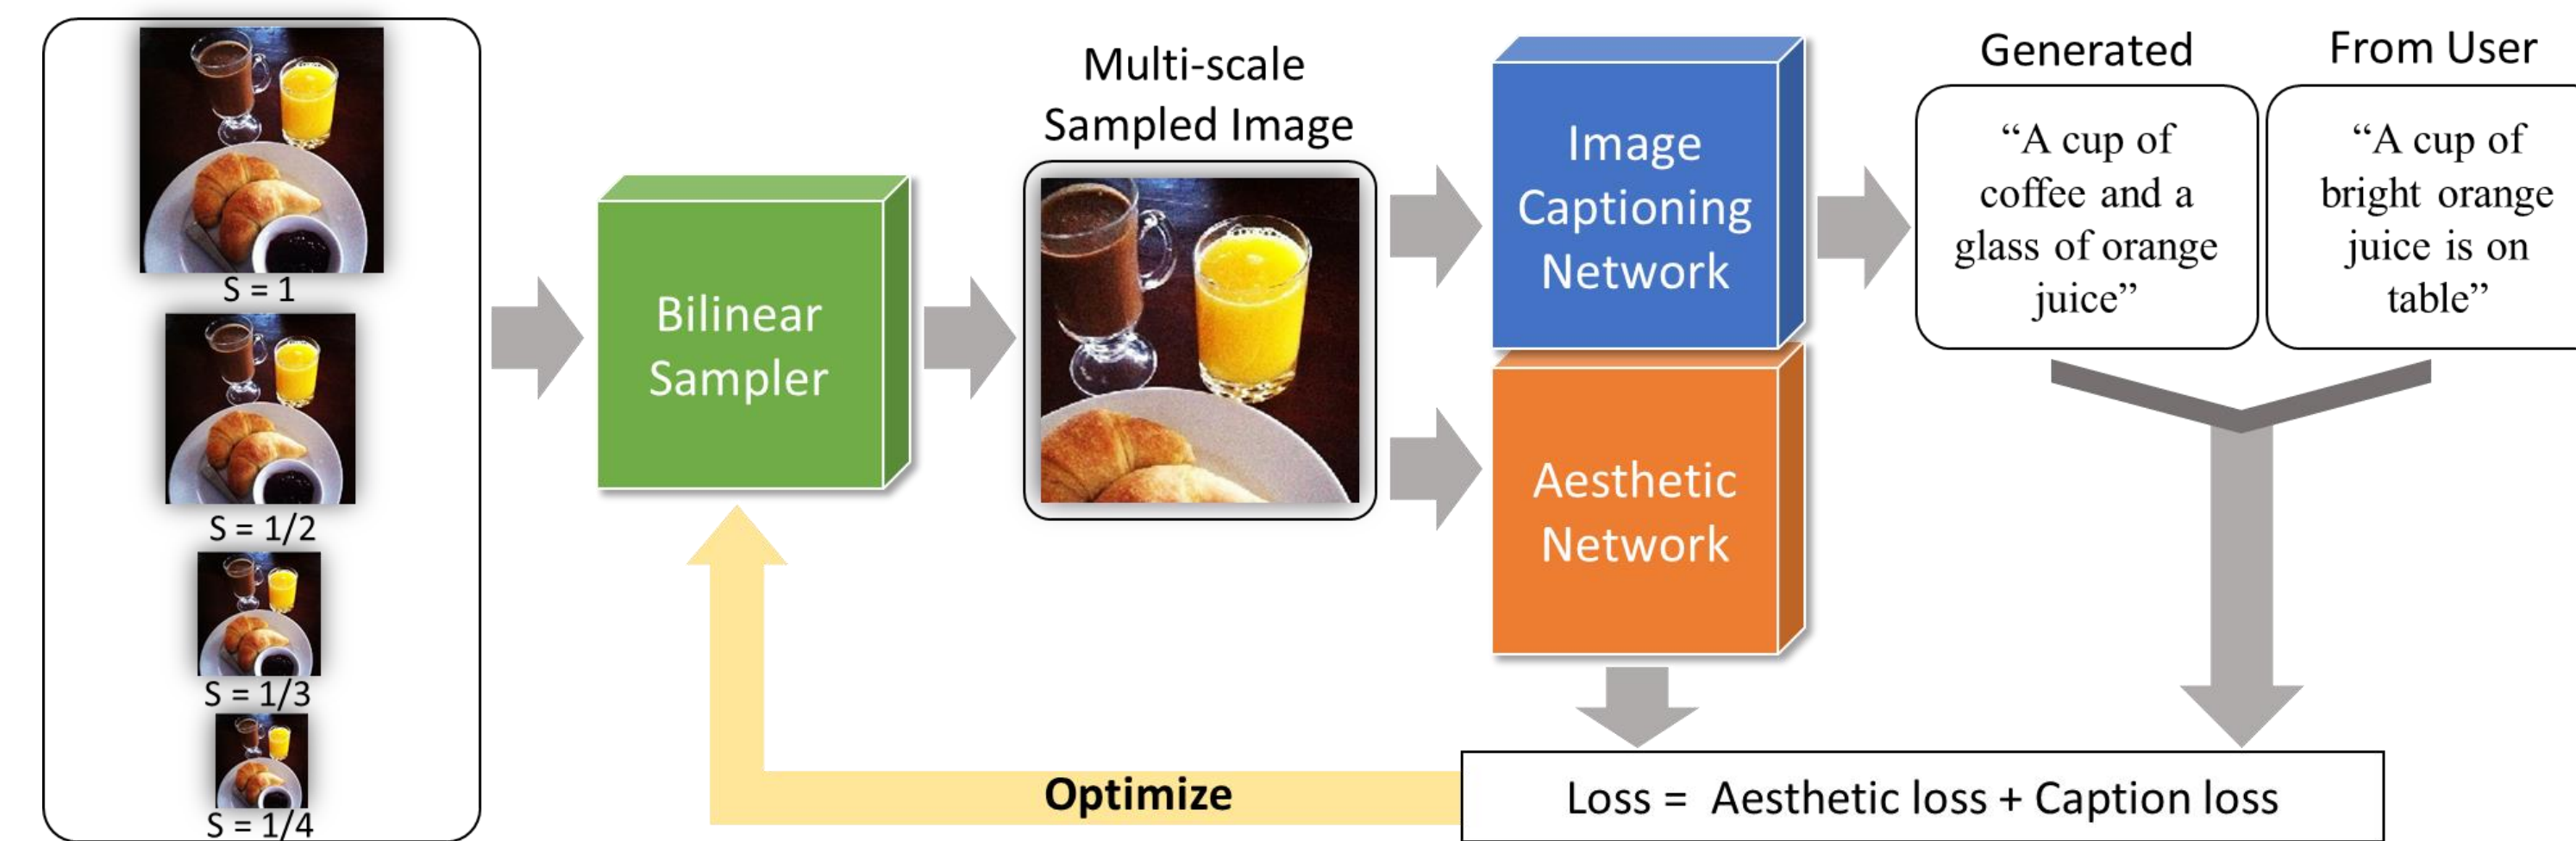 S = 1
S = 1/2
S = 1/3
S = 1/4
Bilinear
Sampler
Multi-scale
Sampled Image
Image
Captioning
Network
Aesthetic
Network
Generated
“A cup of
coffee and a
glass of orange
juice”
From User
“A cup of
bright orange
juice is on
table”
Optimize
Loss = Aesthetic loss + Caption loss